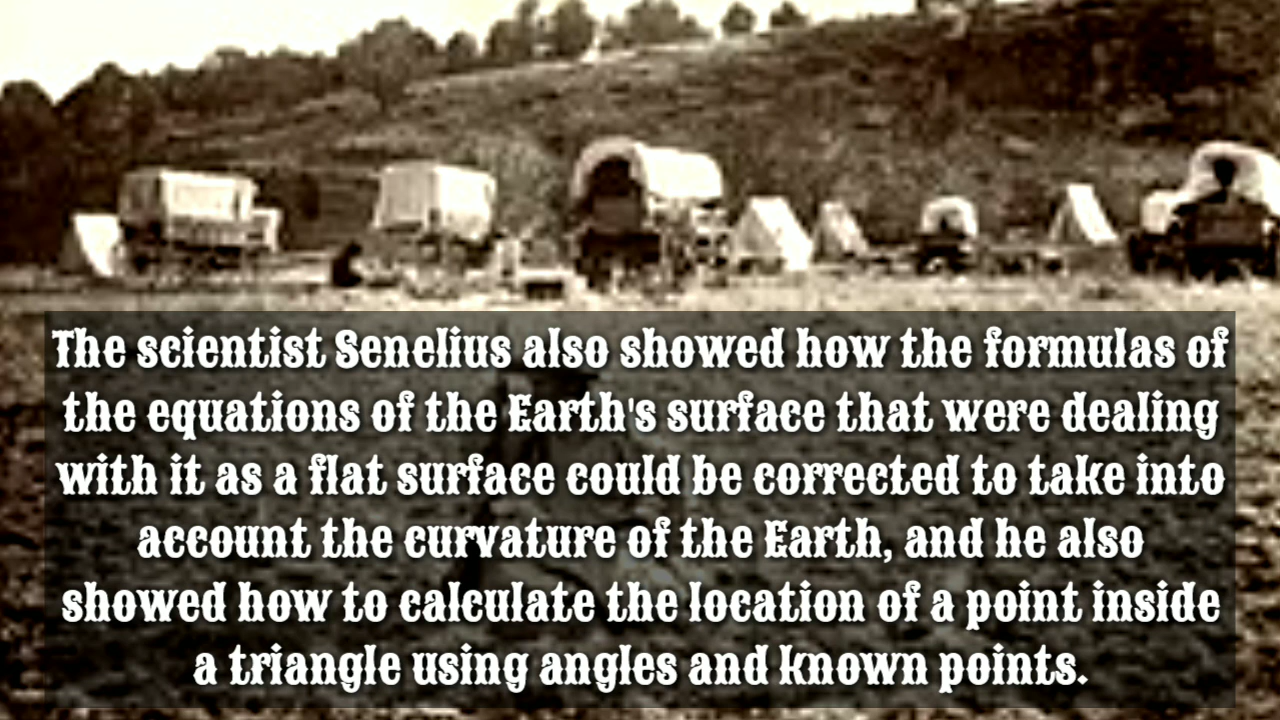 The scientist Senelius also showed how the formulas of
the equations of the Earth's surface that were dealing
with it as a flat surface could be corrected to take into
account the curvature of the Earth, and he also
showed how to calculate the location of a point inside
a triangle using angles and known points.